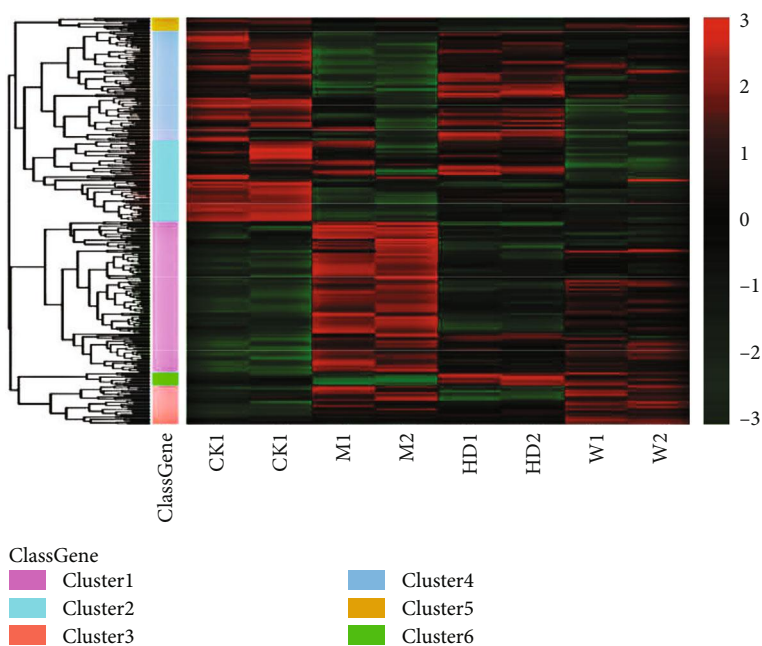 3
2
1
0
−1
−2
−3
ClassGene
CK1
CK1
M1
M2
HD1
HD2
W1
W2
ClassGene
Cluster1
Cluster4
Cluster2
Cluster5
Cluster3
Cluster6